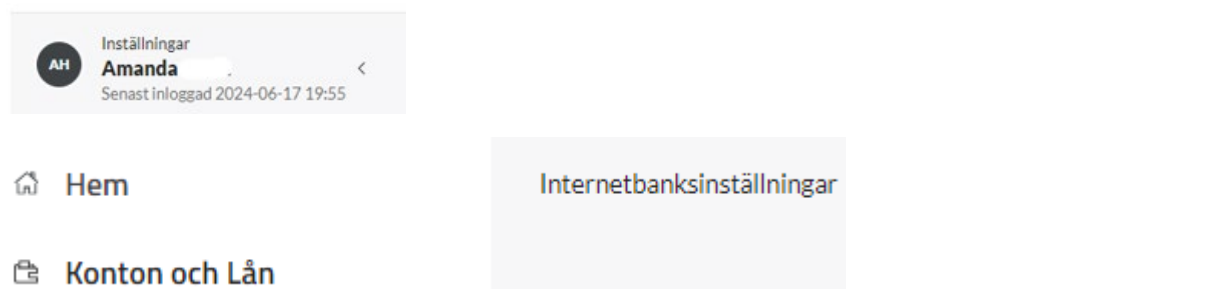 AH
Inställningar
Amanda
Senast inloggad 2024-06-17 19:55
Hem
Internetbanksinställningar
Konton och Lån